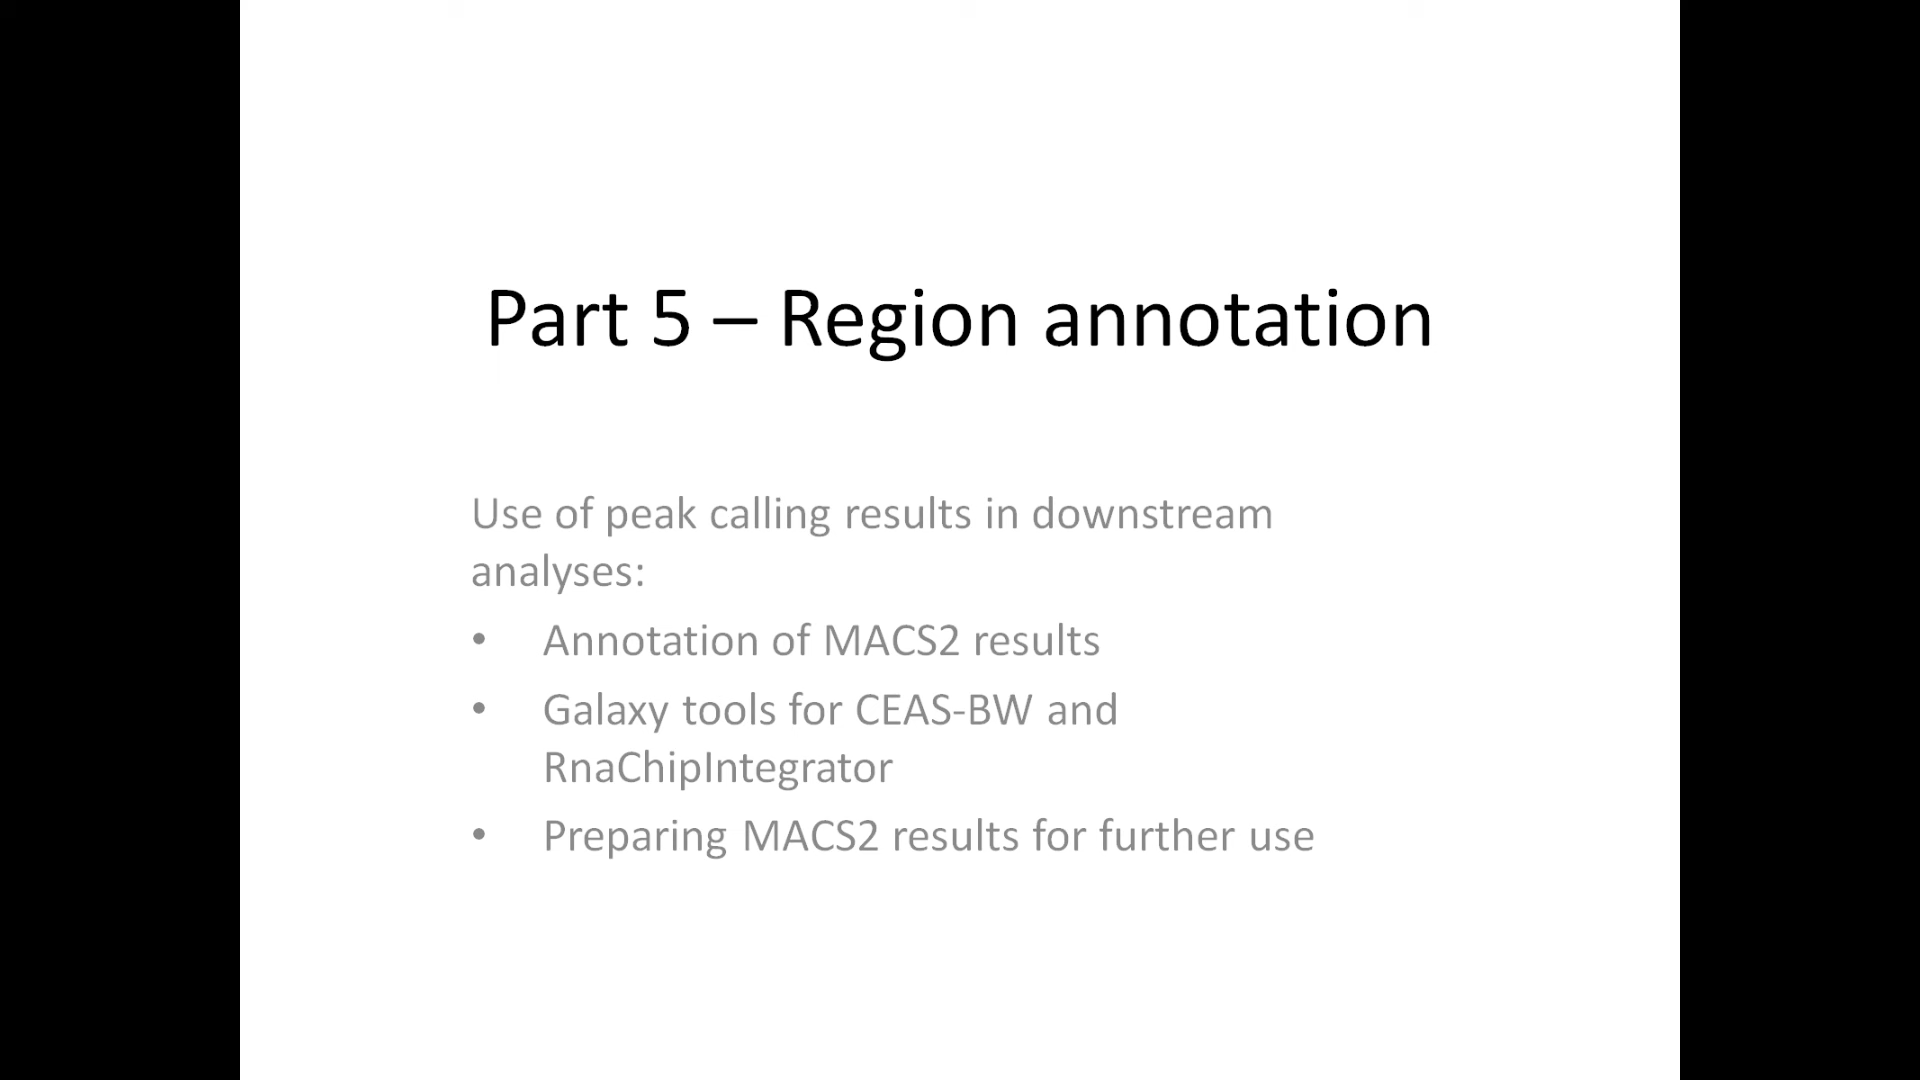 Part 5 – Region annotation
Use of peak calling results in downstream
analyses:
• Annotation of MACS2 results
• Galaxy tools for CEAS-BW and
RnaChipIntegrator
• Preparing MACS2 results for further use